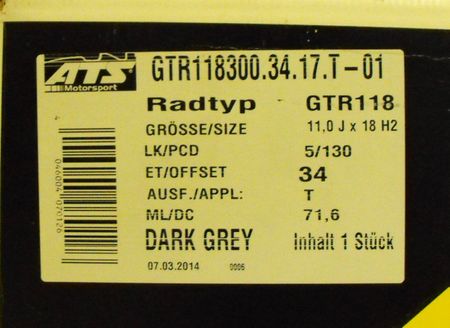 ATS
Motorsport
GTR118300.34.17.T-01
Radtyp GTR118
GRÖSSE/SIZE 11,0 J x 18 H2
LK/PCD 5/130
ET/OFFSET 34
AUSF./APPL: T
ML/DC 71,6
DARK GREY Inhalt 1 Stück
07.03.2014 0006